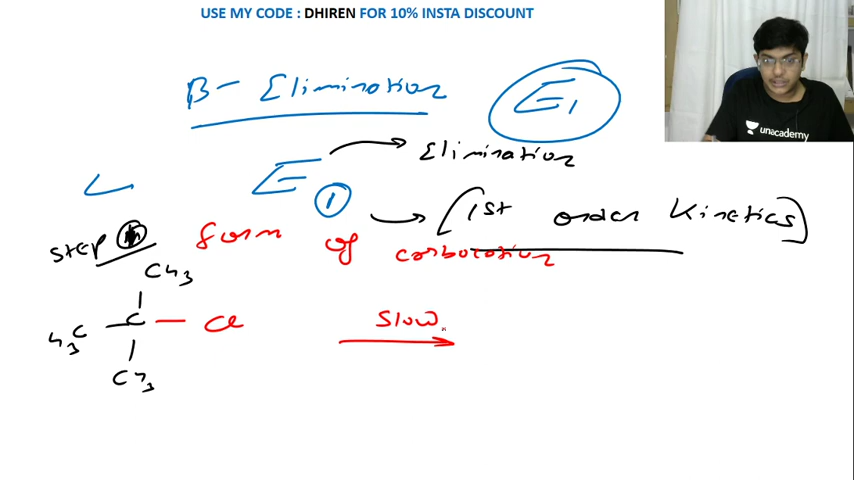 USE MY CODE : DHIREN FOR 10% INSTA DISCOUNT
β- Elimination E1
unacademy
E 1 Elimination
(1st order Kinetics)
Step 1 form of carbocation
CH3
H3C - C - Cl slow
CH3